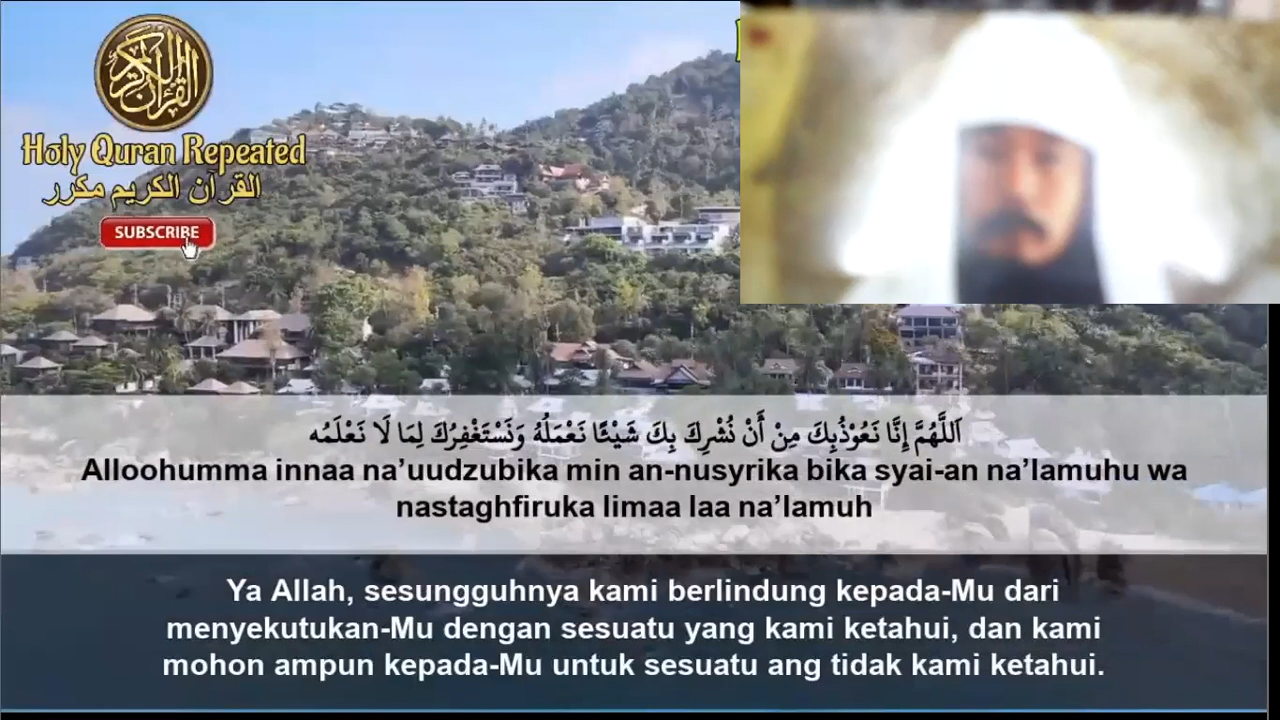 Holy Quran Repeated
القرآن الكريم مكرر
SUBSCRIBE
اَللَّهُمَّ إِنَّا نَعُوْذُبِكَ مِنْ أَنْ نُشْرِكَ بِكَ شَيْئًا نَعْمَلُهُ وَنَسْتَغْفِرُكَ لِمَا لَا نَعْلَمُه
Alloohumma innaa na’uudzubika min an-nusyrika bika syai-an na’lamuhu wa
nastaghfiruka limaa laa na’lamuh
Ya Allah, sesungguhnya kami berlindung kepada-Mu dari
menyekutukan-Mu dengan sesuatu yang kami ketahui, dan kami
mohon ampun kepada-Mu untuk sesuatu ang tidak kami ketahui.